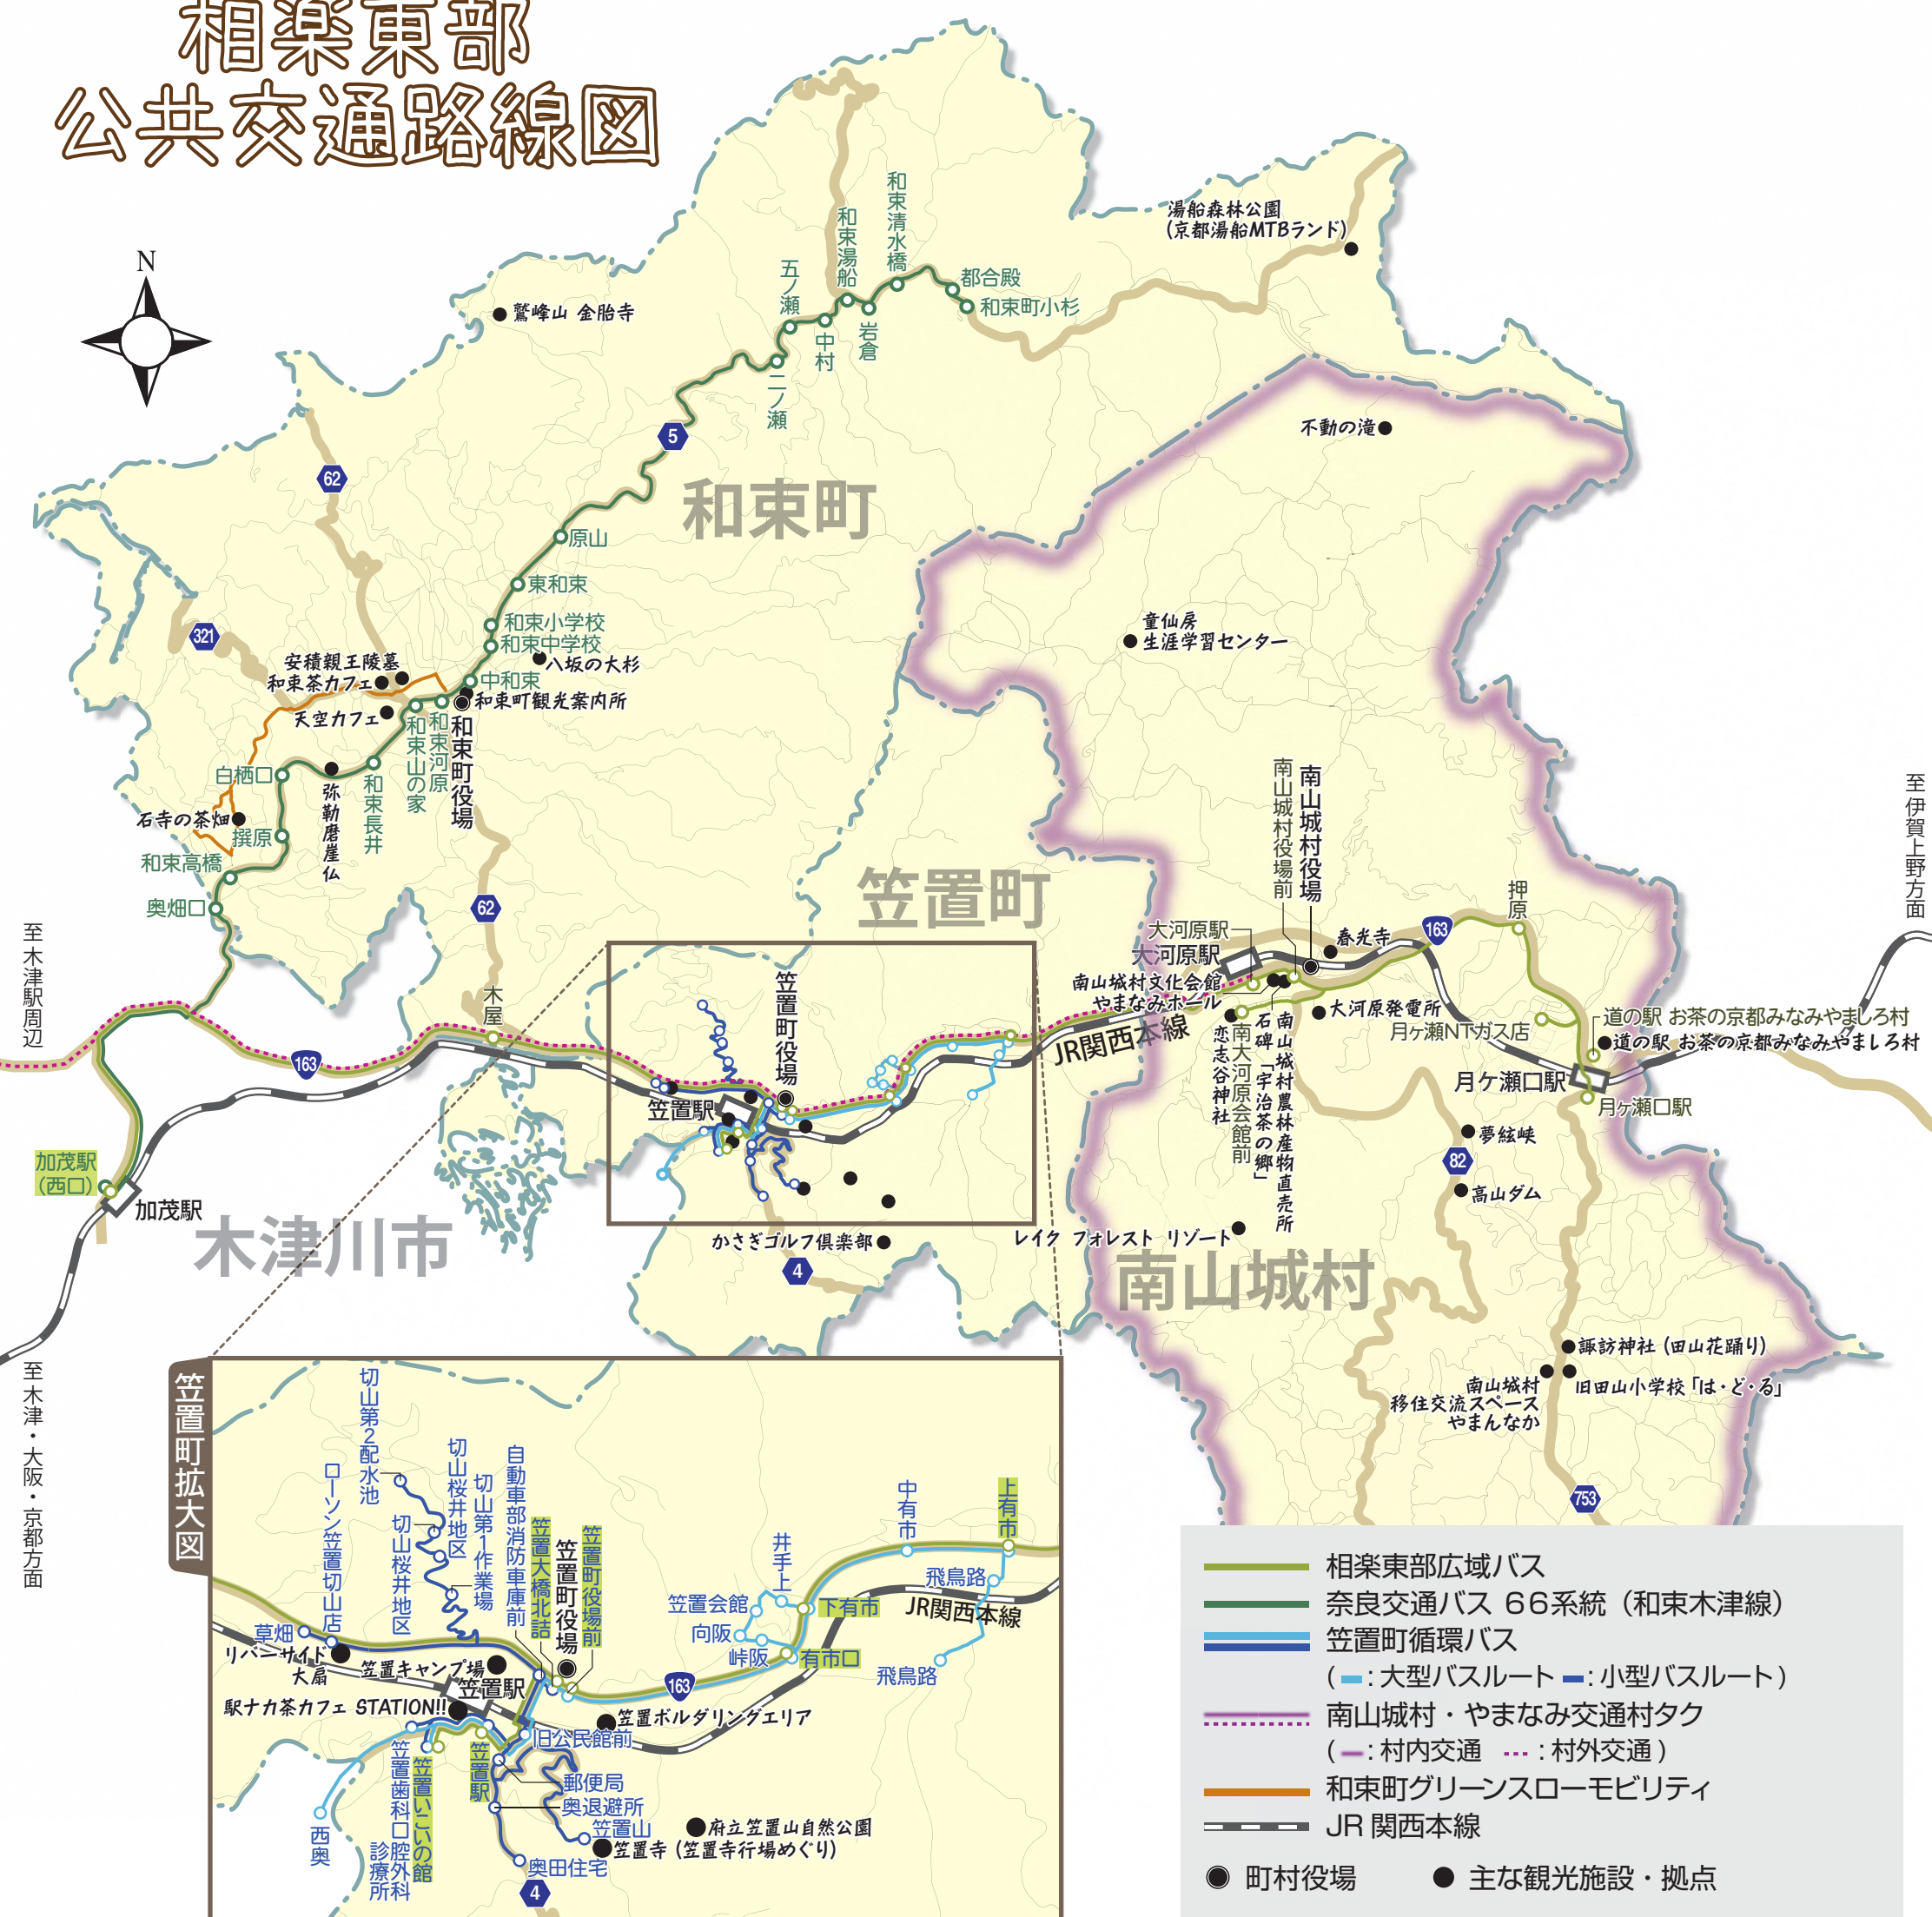 相楽東部
公共交通路線図
N
湯船森林公園
(京都湯船MTBランド)
和束清水橋
和束湯船
五ノ瀬
都合殿
和束町小杉
岩倉
中村
二ノ瀬
鷲峰山 金胎寺
5
62
和束町
不動の滝
原山
東和束
和束小学校
和束中学校
八坂の大杉
中和束
和束町観光案内所
321
安積親王陵墓
和束茶カフェ
天空カフェ
和束河原
和束山の家
和束町役場
和束長井
白栖口
弥勒磨崖仏
石寺の茶畑
撰原
和束高橋
奥畑口
62
童仙房
生涯学習センター
笠置町
南山城村役場前
南山城村役場
押原
至 伊賀上野方面
至 木津駅周辺
163
木屋
笠置町役場
笠置駅
大河原駅
大河原駅
春光寺
163
南山城村文化会館
やまなみホール
JR関西本線
大河原発電所
恋志谷神社
南大河原会館前
南山城村農林産物直売所
石碑「宇治茶の郷」
月ヶ瀬NTガス店
道の駅 お茶の京都みなみやましろ村
道の駅 お茶の京都みなみやましろ村
月ケ瀬口駅
月ヶ瀬口駅
夢絃峡
82
高山ダム
加茂駅
(西口)
加茂駅
木津川市
かさぎゴルフ倶楽部
4
レイク フォレスト リゾート
南山城村
諏訪神社 (田山花踊り)
旧田山小学校「は・ど・る」
南山城村
移住交流スペース
やまんなか
753
至 木津・大阪・京都方面
笠置町拡大図
切山第2配水池
ローソン笠置切山店
切山桜井地区
切山桜井地区
切山第1作業場
自動車部消防車庫前
笠置大橋北詰
笠置町役場
笠置町役場前
井手上
中有市
上有市
飛鳥路
笠置会館
下有市
JR関西本線
向阪
峠阪
有市口
飛鳥路
草畑
リバーサイド
大扇
笠置キャンプ場
笠置駅
163
駅ナカ茶カフェ STATION!!
笠置ボルダリングエリア
旧公民館前
笠置駅
笠置いこいの館
笠置歯科口腔外科
診療所
西奥
郵便局
奥退避所
笠置山
府立笠置山自然公園
笠置寺 (笠置寺行場めぐり)
奥田住宅
4
相楽東部広域バス
奈良交通バス 66系統（和束木津線）
笠置町循環バス
( : 大型バスルート : 小型バスルート )
南山城村・やまなみ交通村タク
( : 村内交通 : 村外交通 )
和束町グリーンスローモビリティ
JR 関西本線
町村役場
主な観光施設・拠点